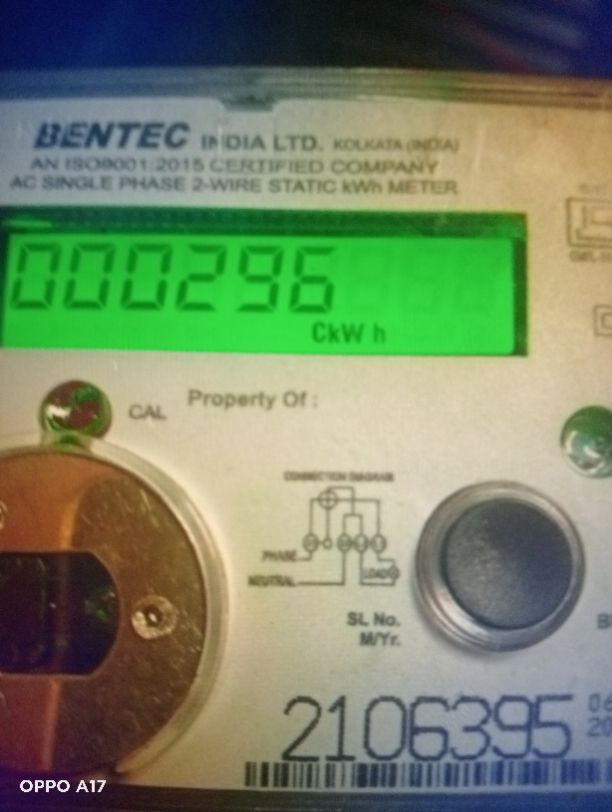 BENTEC INDIA LTD. KOLKATA (INDIA)
AN ISO9001:2015 CERTIFIED COMPANY
AC SINGLE PHASE 2-WIRE STATIC kWh METER
000296
CkWh
CAL
Property Of :
CONNECTION DIAGRAM
PHASE
NEUTRAL
LOAD
SL. No.
M/Yr.
2106395
OPPO A17